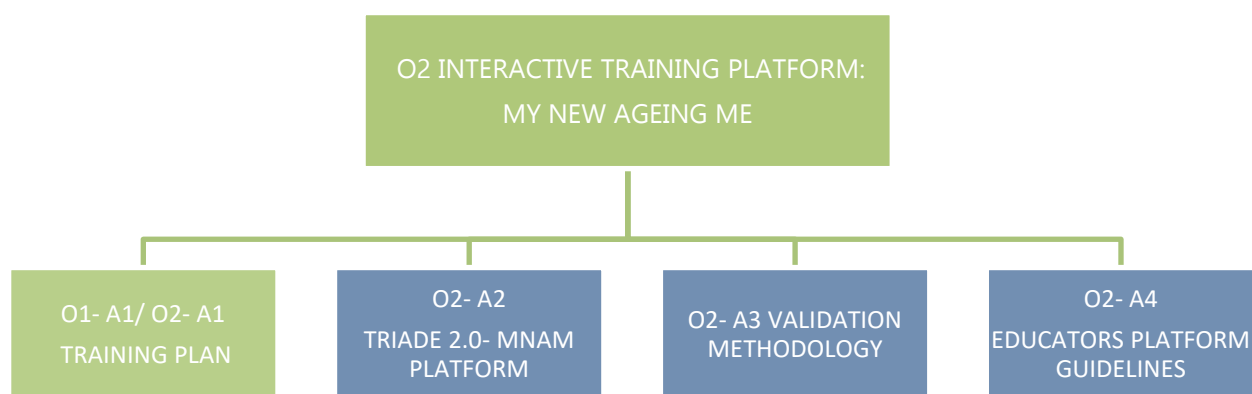 O2 INTERACTIVE TRAINING PLATFORM:
MY NEW AGEING ME
O1- A1/ O2- A1
TRAINING PLAN
O2- A2
TRIADE 2.0- MNAM
PLATFORM
O2- A3 VALIDATION
METHODOLOGY
O2- A4
EDUCATORS PLATFORM
GUIDELINES